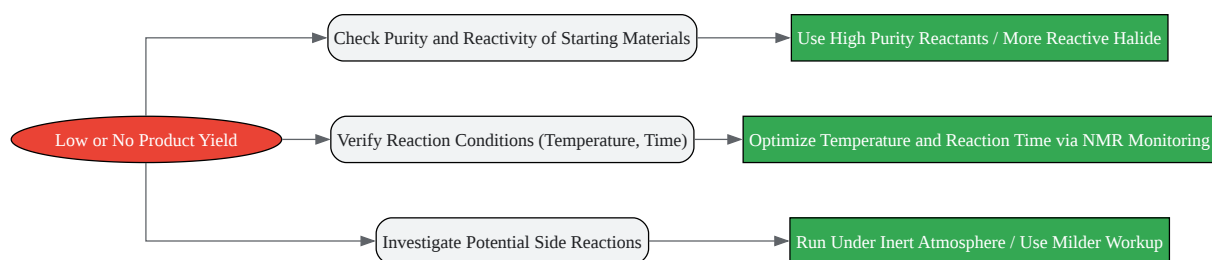 Check Purity and Reactivity of Starting Materials
Use High Purity Reactants / More Reactive Halide
Low or No Product Yield
Verify Reaction Conditions (Temperature, Time)
Optimize Temperature and Reaction Time via NMR Monitoring
Investigate Potential Side Reactions
Run Under Inert Atmosphere / Use Milder Workup